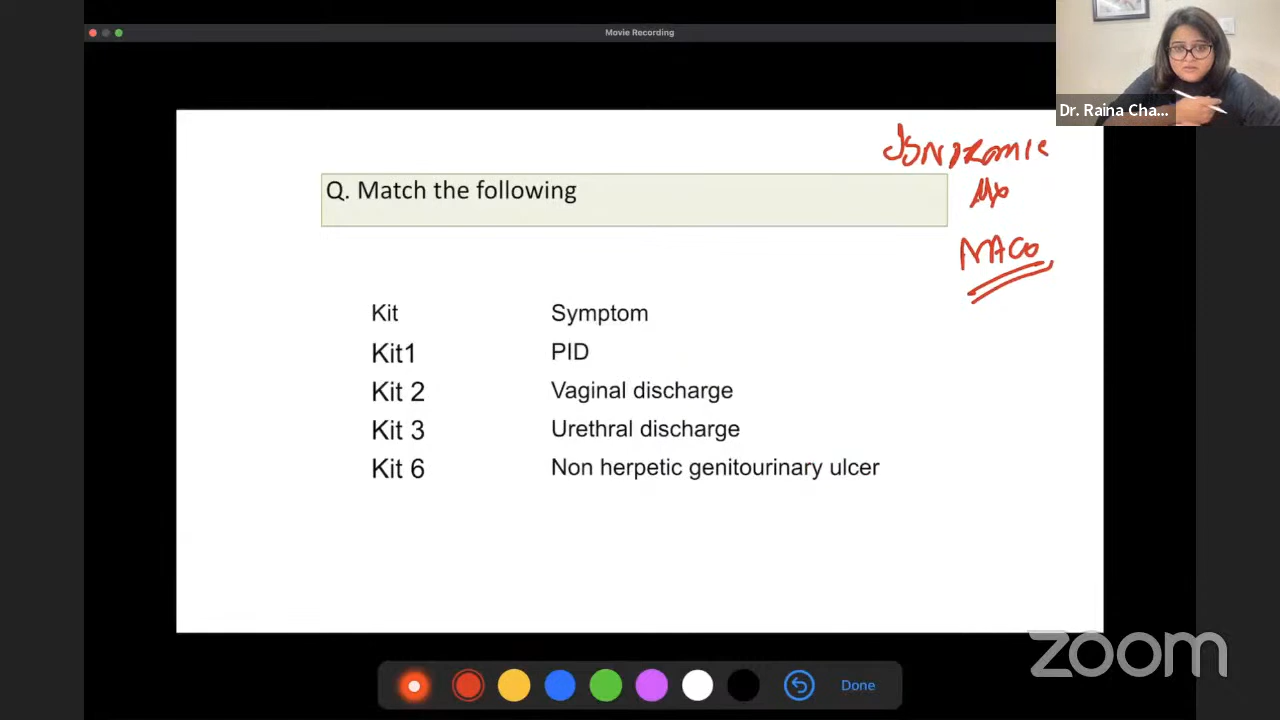 Movie Recording
Dr. Raina Cha...
Syndromic
Mx
NACO
Q. Match the following
Kit Symptom
Kit1 PID
Kit 2 Vaginal discharge
Kit 3 Urethral discharge
Kit 6 Non herpetic genitourinary ulcer
zoom
Done